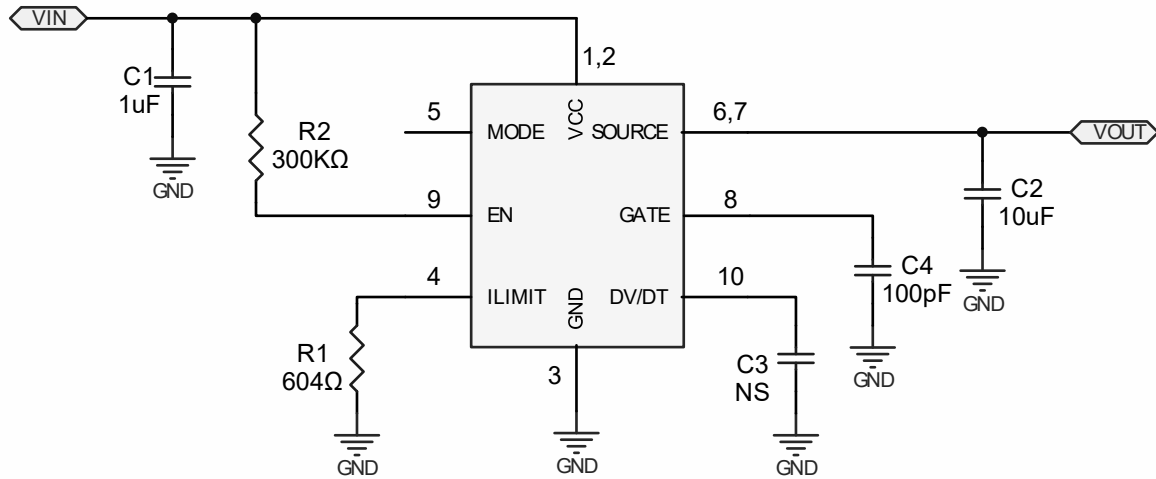 VIN
1,2
C1
1uF
5
MODE
VCC
SOURCE
6,7
VOUT
R2
300KΩ
GND
9
EN
GATE
8
C2
10uF
4
ILIMIT
GND
DV/DT
10
C4
100pF
GND
R1
604Ω
3
C3
NS
GND
GND
GND
GND